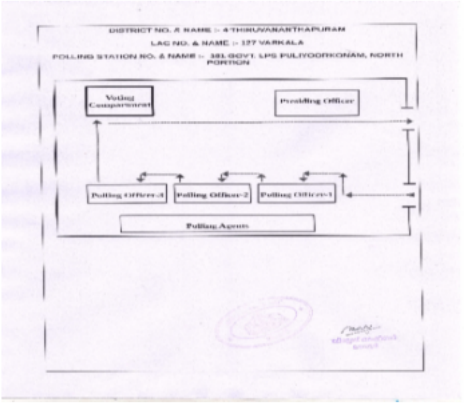 DISTRICT NO. & NAME :- 4 THIRUVANANTHAPURAM
LAC NO. & NAME :- 127 VARKALA
POLLING STATION NO. & NAME :- 381 GOVT. LPS PULIYOORKONAM, NORTH
PORTION
Voting
Compartment
Presiding Officer
Polling Officer-3
Polling Officer-2
Polling Officer-1
Polling Agents